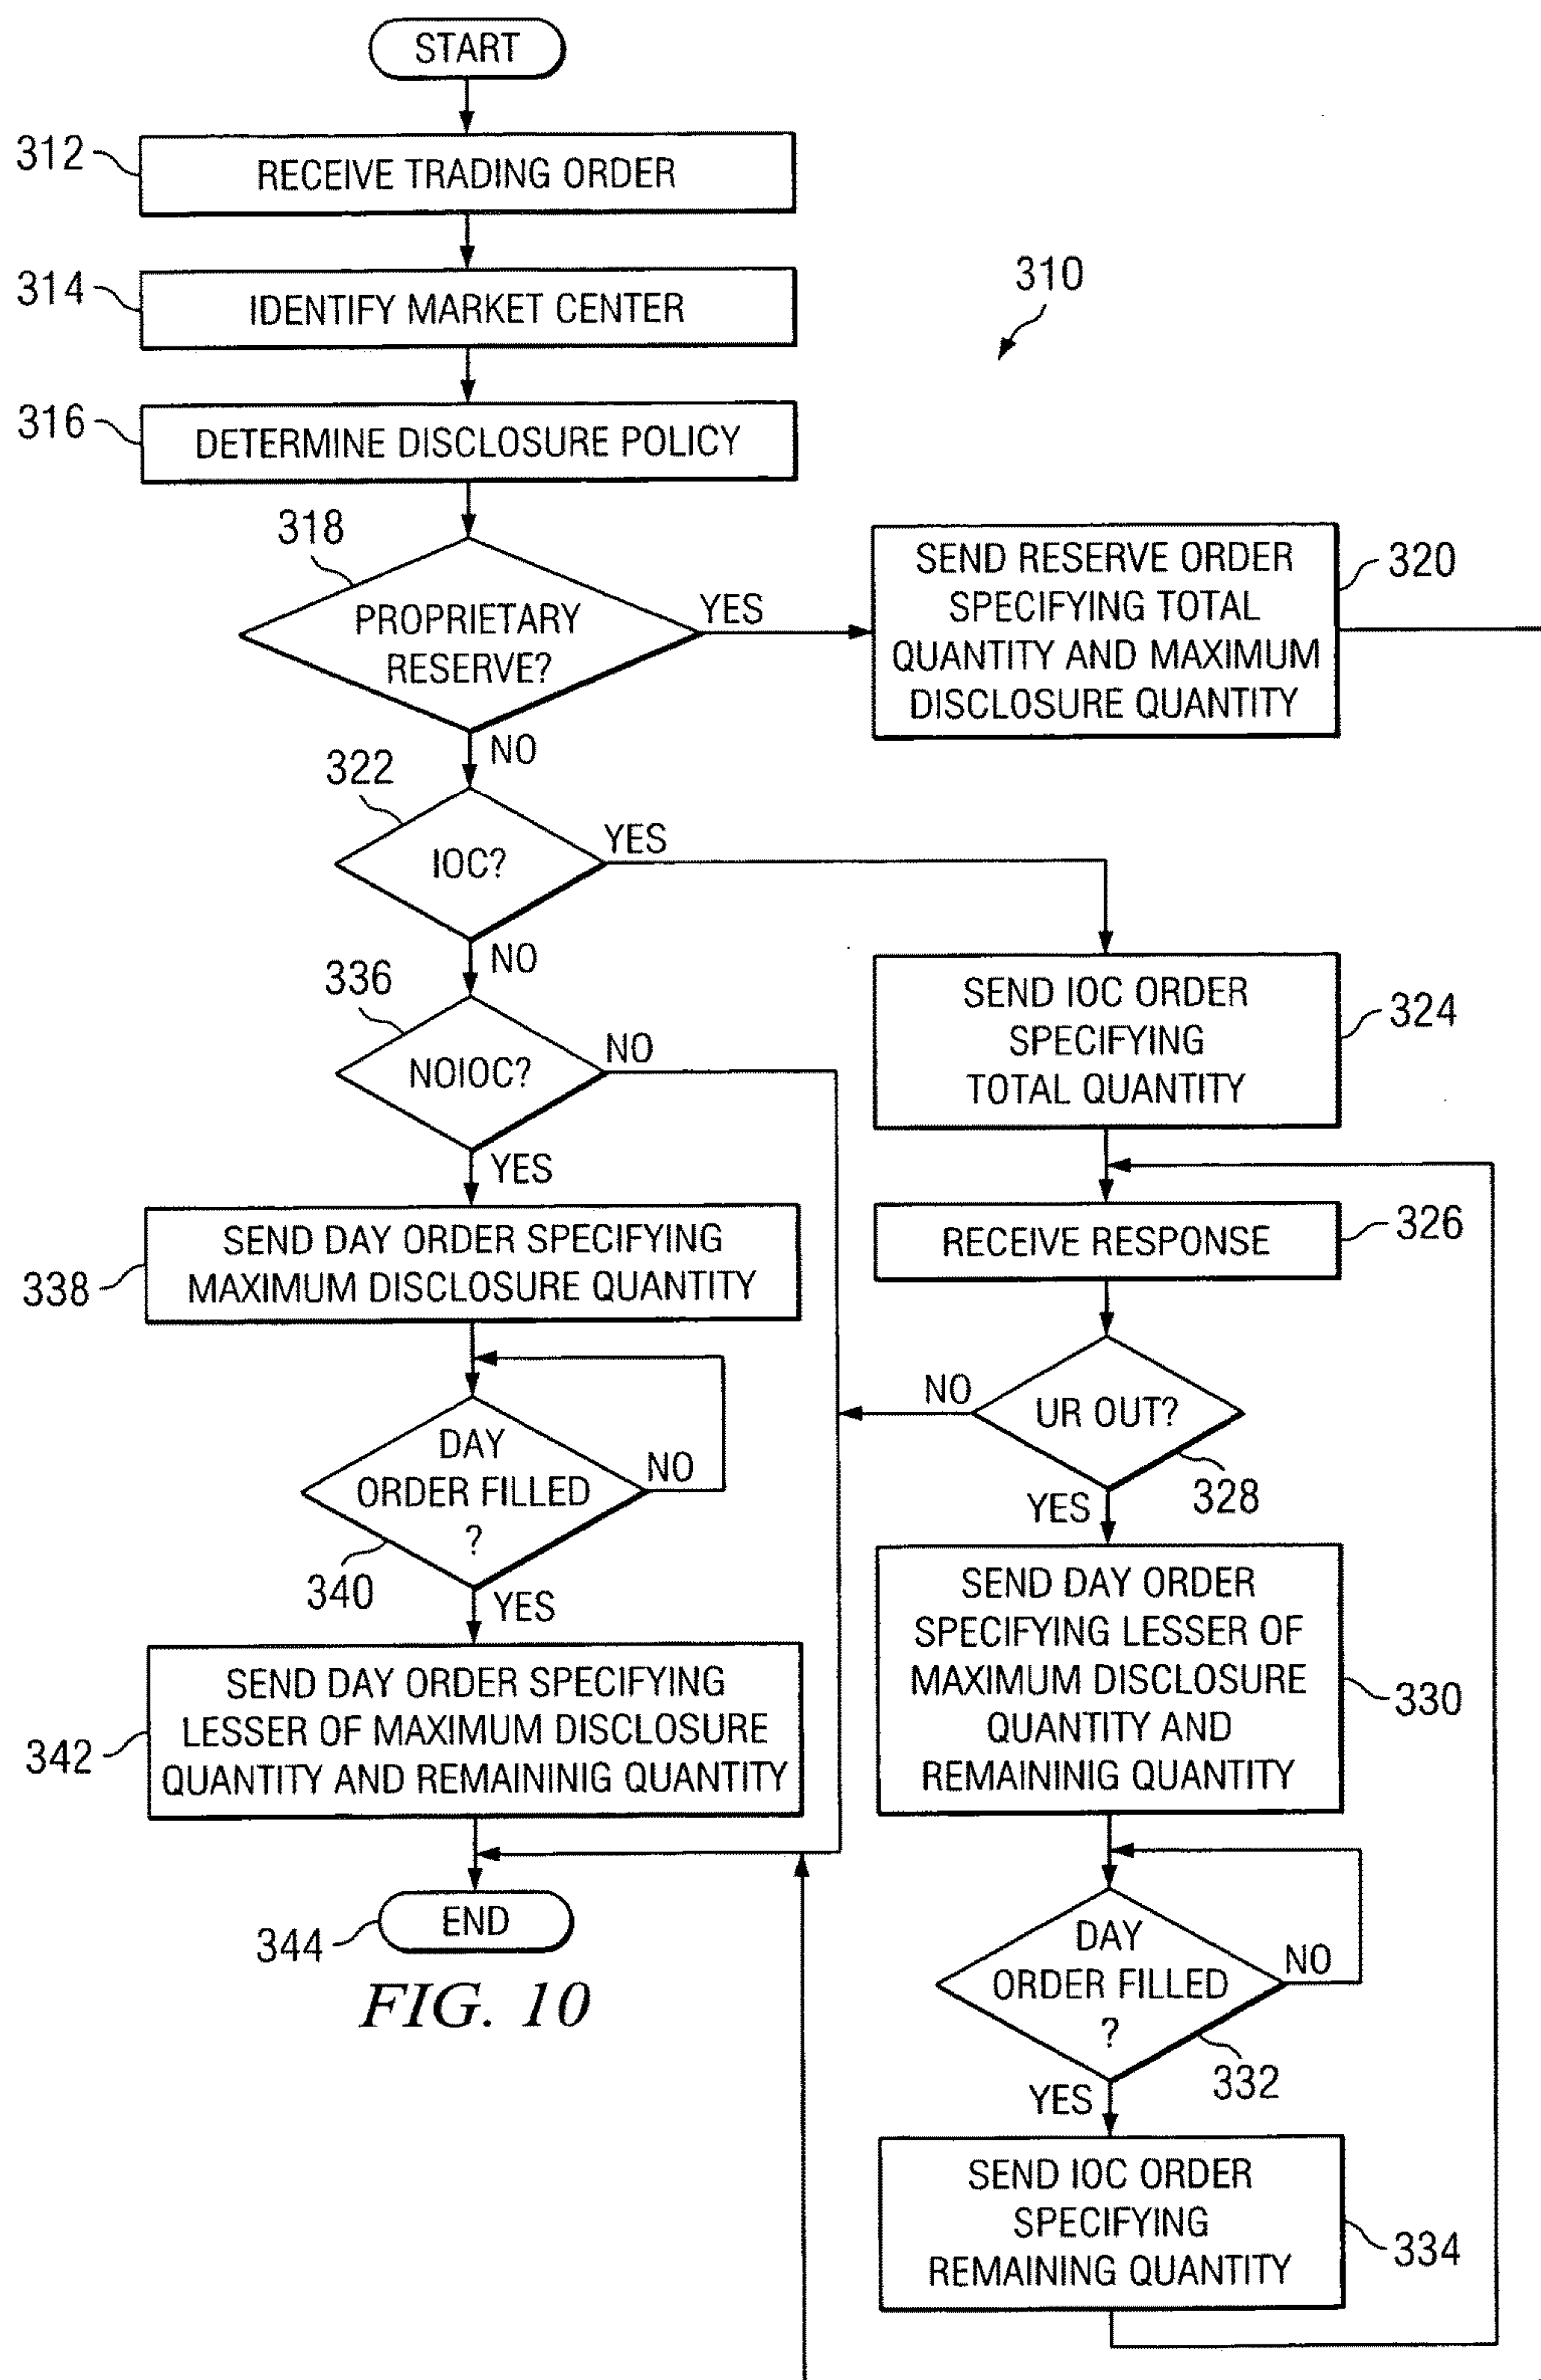 START
312
RECEIVE TRADING ORDER
314
IDENTIFY MARKET CENTER
310
316
DETERMINE DISCLOSURE POLICY
318
PROPRIETARY
RESERVE?
YES
NO
SEND RESERVE ORDER
SPECIFYING TOTAL
QUANTITY AND MAXIMUM
DISCLOSURE QUANTITY
320
322
IOC?
YES
NO
336
NOIOC?
NO
YES
SEND IOC ORDER
SPECIFYING
TOTAL QUANTITY
324
RECEIVE RESPONSE
326
338
SEND DAY ORDER SPECIFYING
MAXIMUM DISCLOSURE QUANTITY
UR OUT?
NO
328
YES
DAY
ORDER FILLED
?
NO
340
YES
SEND DAY ORDER
SPECIFYING LESSER OF
MAXIMUM DISCLOSURE
QUANTITY AND
REMAINING QUANTITY
330
342
SEND DAY ORDER SPECIFYING
LESSER OF MAXIMUM DISCLOSURE
QUANTITY AND REMAINING QUANTITY
344
END
FIG. 10
DAY
ORDER FILLED
?
NO
332
YES
SEND IOC ORDER
SPECIFYING
REMAINING QUANTITY
334